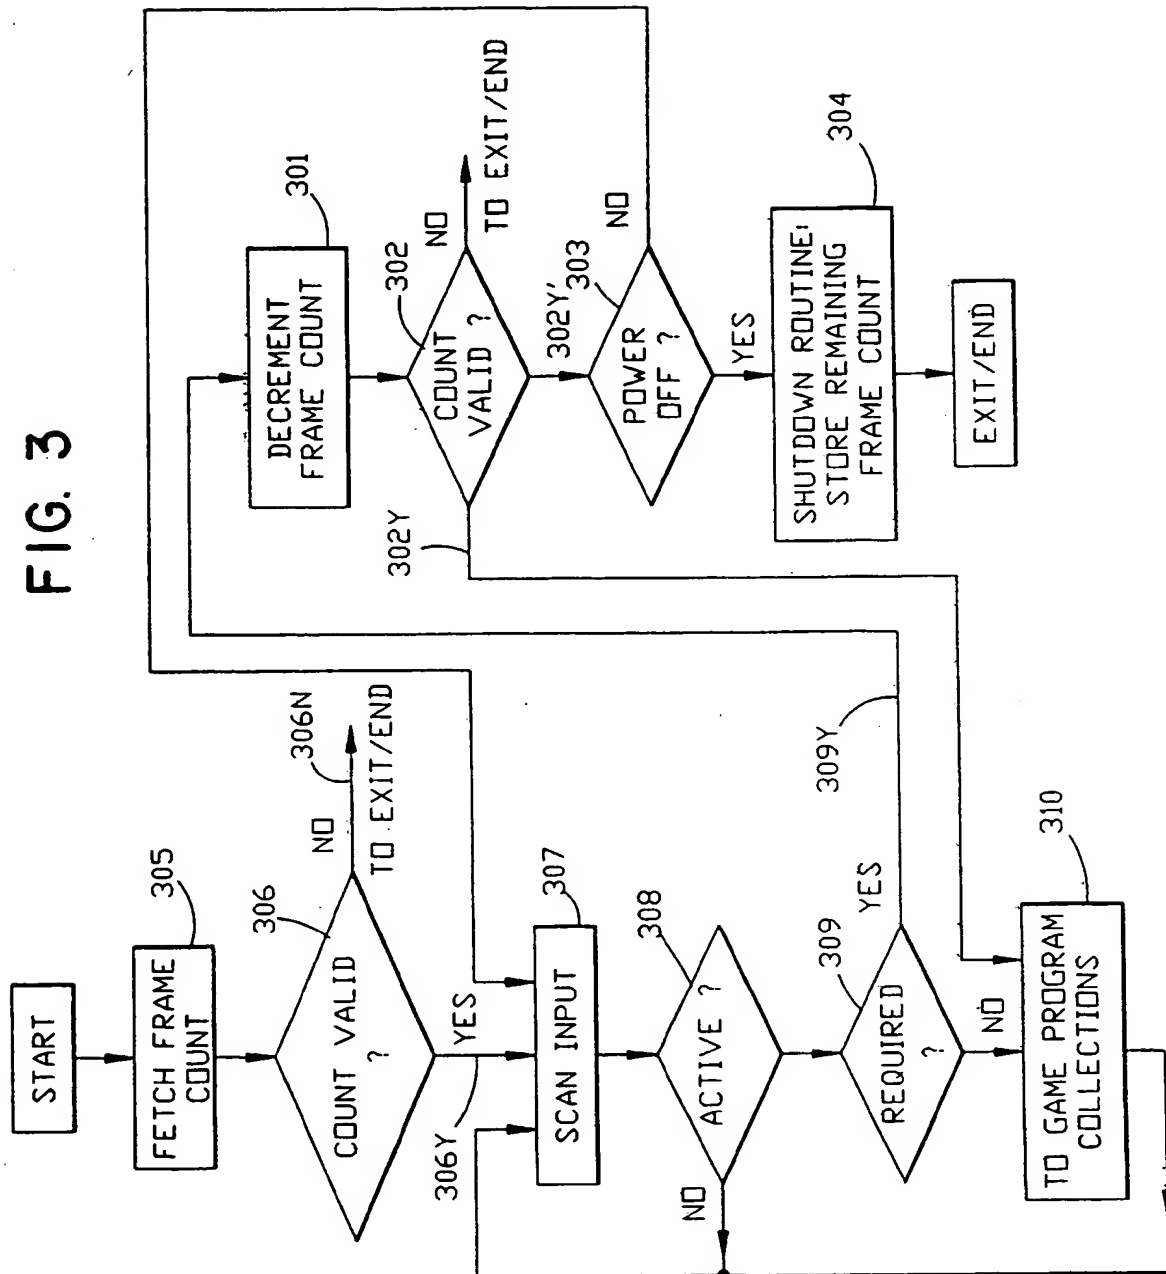 FIG. 3
START
FETCH FRAME
COUNT
305
COUNT VALID
?
306
NO
306N
TO EXIT/END
YES
306Y
SCAN INPUT
307
ACTIVE ?
308
NO
REQUIRED
?
309
YES
309Y
NO
TO GAME PROGRAM
COLLECTIONS
310
DECREMENT
FRAME COUNT
301
COUNT
VALID ?
302
NO
TO EXIT/END
302Y
302Y'
POWER
OFF ?
303
NO
YES
SHUTDOWN ROUTINE:
STORE REMAINING
FRAME COUNT
304
EXIT/END